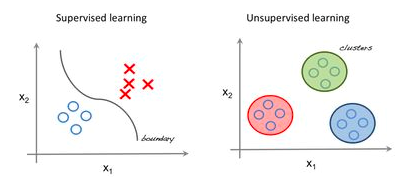 Supervised learning
x2
boundary
x1
Unsupervised learning
clusters
x2
x1